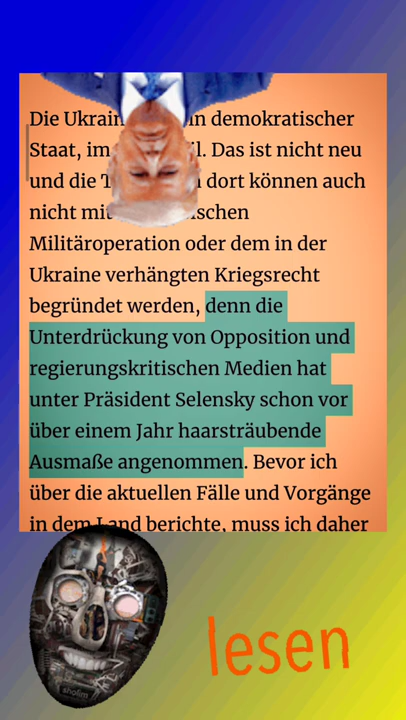 Die Ukrain n demokratischer
Staat, im l. Das ist nicht neu
und die T dort können auch
nicht mit schen
Militäroperation oder dem in der
Ukraine verhängten Kriegsrecht
begründet werden, denn die
Unterdrückung von Opposition und
regierungskritischen Medien hat
unter Präsident Selensky schon vor
über einem Jahr haarsträubende
Ausmaße angenommen. Bevor ich
über die aktuellen Fälle und Vorgänge
in dem Land berichte, muss ich daher
lesen
sholim